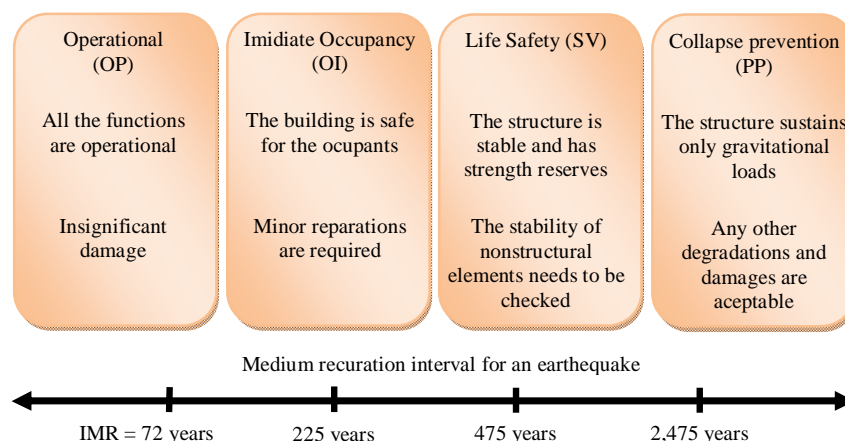 Operational
(OP)
All the functions
are operational
Insignificant
damage
Imidiate Occupancy
(OI)
The building is safe
for the ocupants
Minor reparations
are required
Life Safety (SV)
The structure is
stable and has
strength reserves
The stability of
nonstructural
elements needs to be
checked
Collapse prevention
(PP)
The structure sustains
only gravitational
loads
Any other
degradations and
damages are
aceptable
Medium recuration interval for an earthequake
IMR = 72 years
225 years
475 years
2,475 years